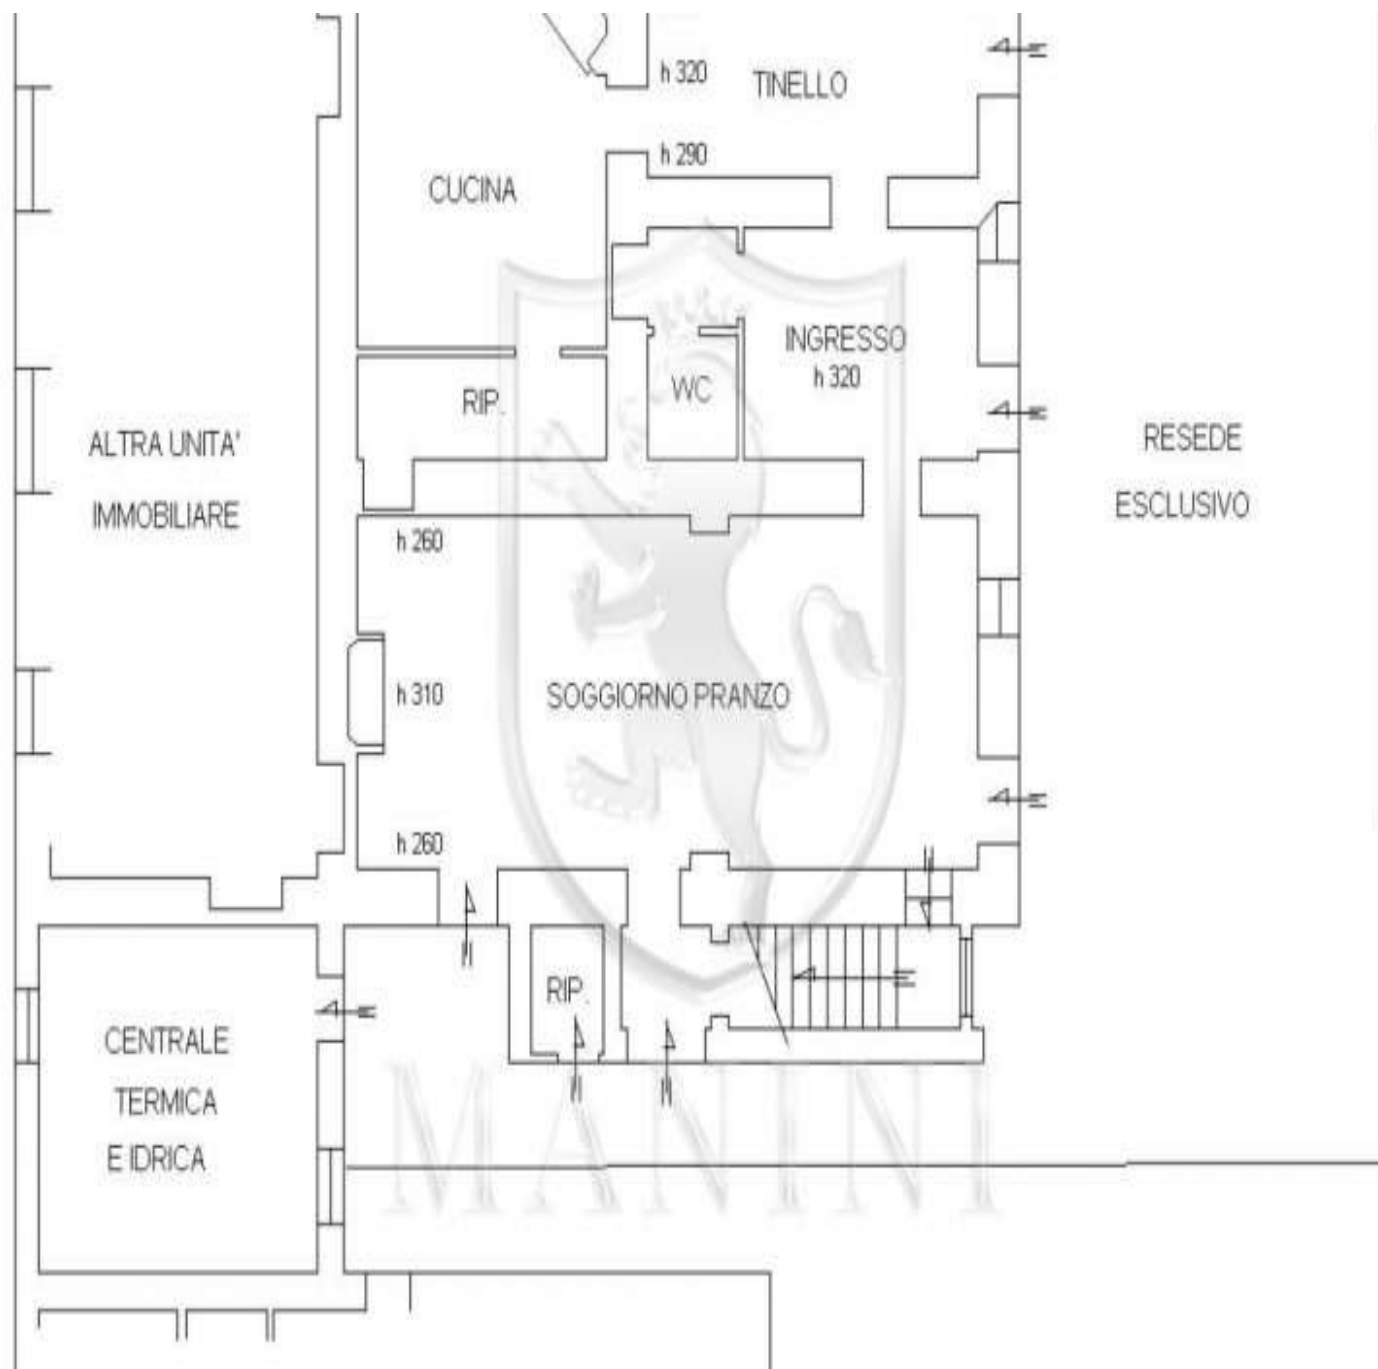 h 320
TINELLO
h 290
CUCINA
INGRESSO
h 320
WC
RIP.
ALTRA UNITA'
IMMOBILIARE
RESEDE
ESCLUSIVO
h 260
h 310
SOGGIORNO PRANZO
h 260
RIP.
CENTRALE
TERMICA
E IDRICA
MANINI